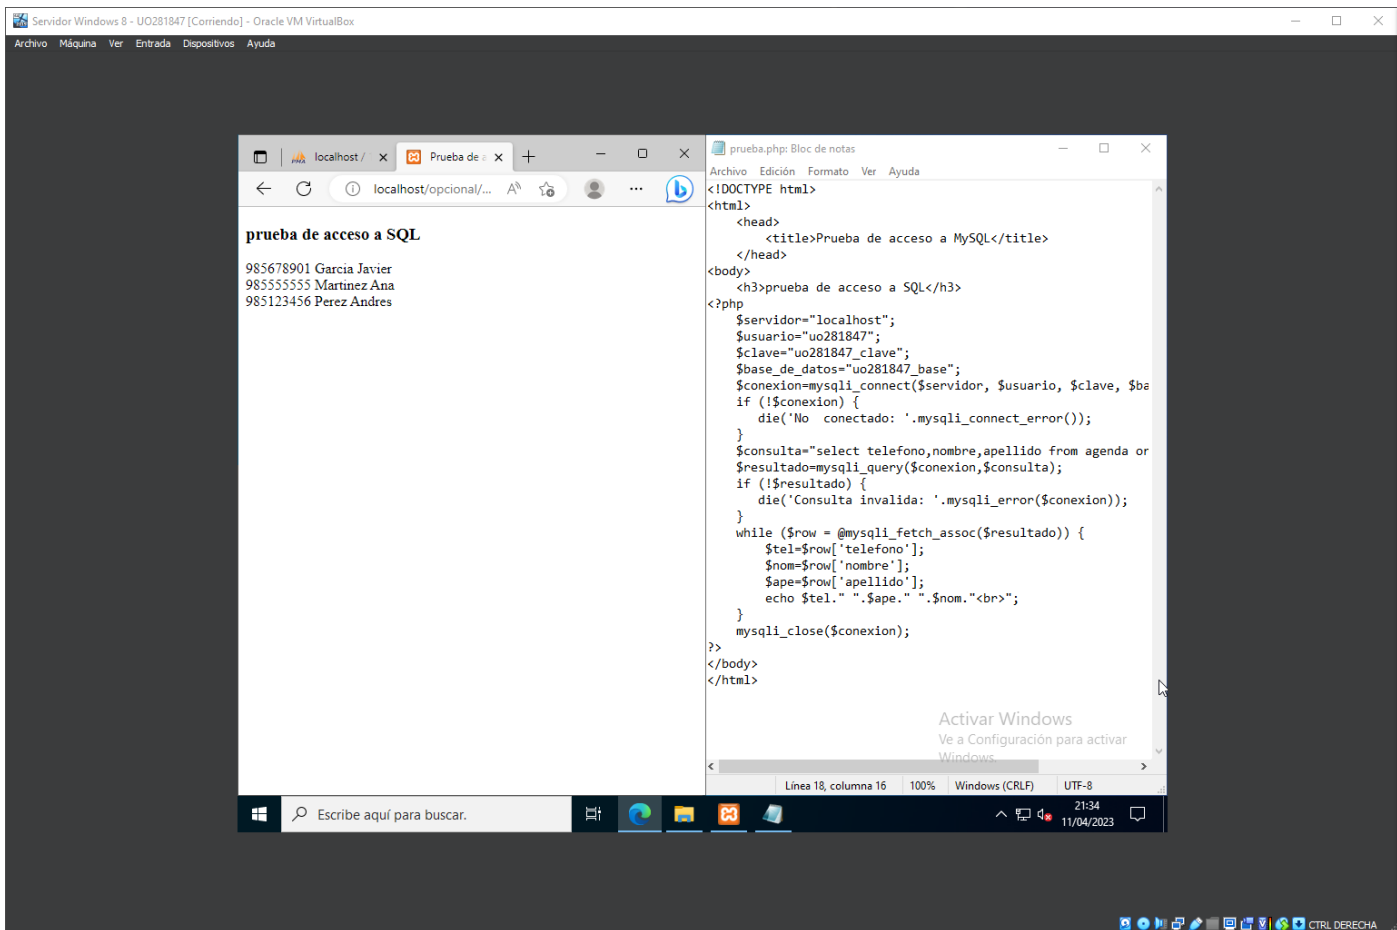 Servidor Windows 8 - UO281847 [Corriendo] - Oracle VM VirtualBox
Archivo Máquina Ver Entrada Dispositivos Ayuda
localhost /
Prueba de a
localhost/opcional/...
prueba de acceso a SQL
985678901 Garcia Javier
985555555 Martinez Ana
985123456 Perez Andres
prueba.php: Bloc de notas
Archivo Edición Formato Ver Ayuda
<!DOCTYPE html>
<html>
    <head>
        <title>Prueba de acceso a MySQL</title>
    </head>
<body>
    <h3>prueba de acceso a SQL</h3>
<?php
    $servidor="localhost";
    $usuario="uo281847";
    $clave="uo281847_clave";
    $base_de_datos="uo281847_base";
    $conexion=mysqli_connect($servidor, $usuario, $clave, $ba
    if (!$conexion) {
       die('No  conectado: '.mysqli_connect_error());
    }
    $consulta="select telefono,nombre,apellido from agenda or
    $resultado=mysqli_query($conexion,$consulta);
    if (!$resultado) {
       die('Consulta invalida: '.mysqli_error($conexion));
    }
    while ($row = @mysqli_fetch_assoc($resultado)) {
        $tel=$row['telefono'];
        $nom=$row['nombre'];
        $ape=$row['apellido'];
        echo $tel." ".$ape." ".$nom."<br>";
    }
    mysqli_close($conexion);
?>
</body>
</html>
Activar Windows
Ve a Configuración para activar
Windows.
Línea 18, columna 16 100% Windows (CRLF) UTF-8
Escribe aquí para buscar.
21:34
11/04/2023
CTRL DERECHA